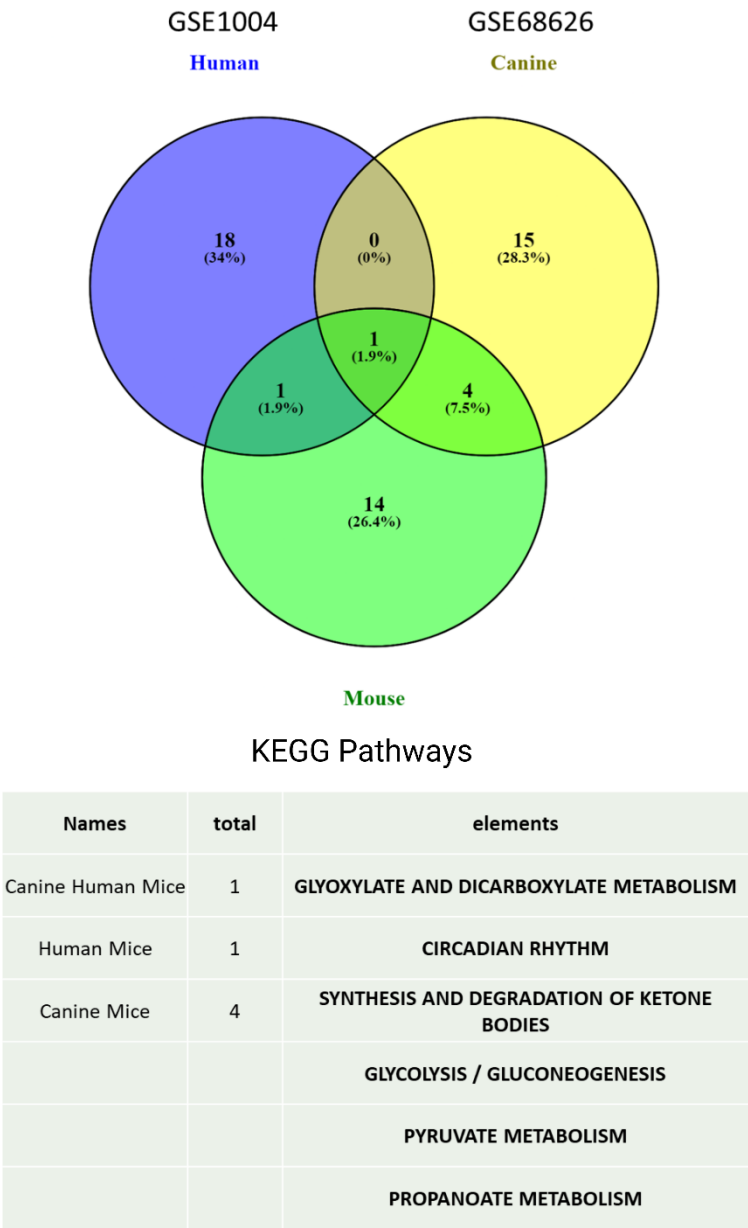 GSE1004 GSE68626
Human Canine
18 0 15
(34%) (0%) (28.3%)
1
(1.9%)
1 4
(1.9%) (7.5%)
14
(26.4%)
Mouse
KEGG Pathways
Names total elements
Canine Human Mice 1 GLYOXYLATE AND DICARBOXYLATE METABOLISM
Human Mice 1 CIRCADIAN RHYTHM
Canine Mice 4 SYNTHESIS AND DEGRADATION OF KETONE
BODIES
GLYCOLYSIS / GLUCONEOGENESIS
PYRUVATE METABOLISM
PROPANOATE METABOLISM